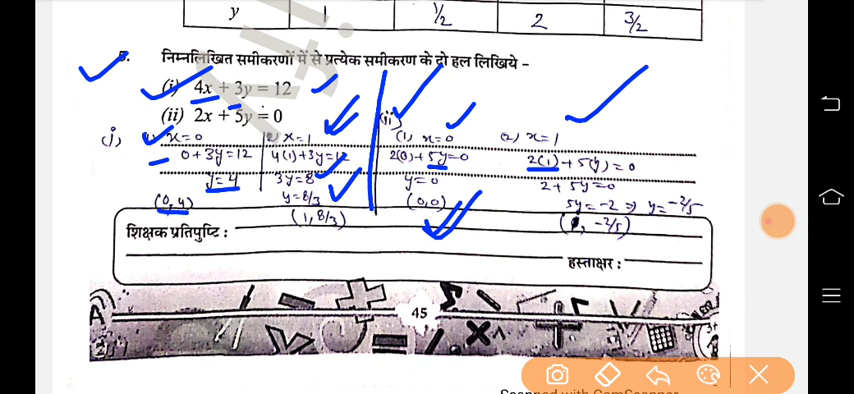 y 1 1/2 2 3/2
5. निम्नलिखित समीकरणों में से प्रत्येक समीकरण के दो हल लिखिये -
(i) 4x + 3y = 12
(ii) 2x + 5y = 0
(i) x=0 x=1 (ii) (1) x=0 (2) x=1
0+3y=12 4(1)+3y=12 2(0)+5y=0 2(1)+5(y)=0
y=4 3y=8 y=0 2+5y=0
(0,4) y=8/3 (0,0) 5y=-2 ⇒ y=-2/5
(1, 8/3) -2/5)
शिक्षक प्रतिपुष्टि :
हस्ताक्षर :
45